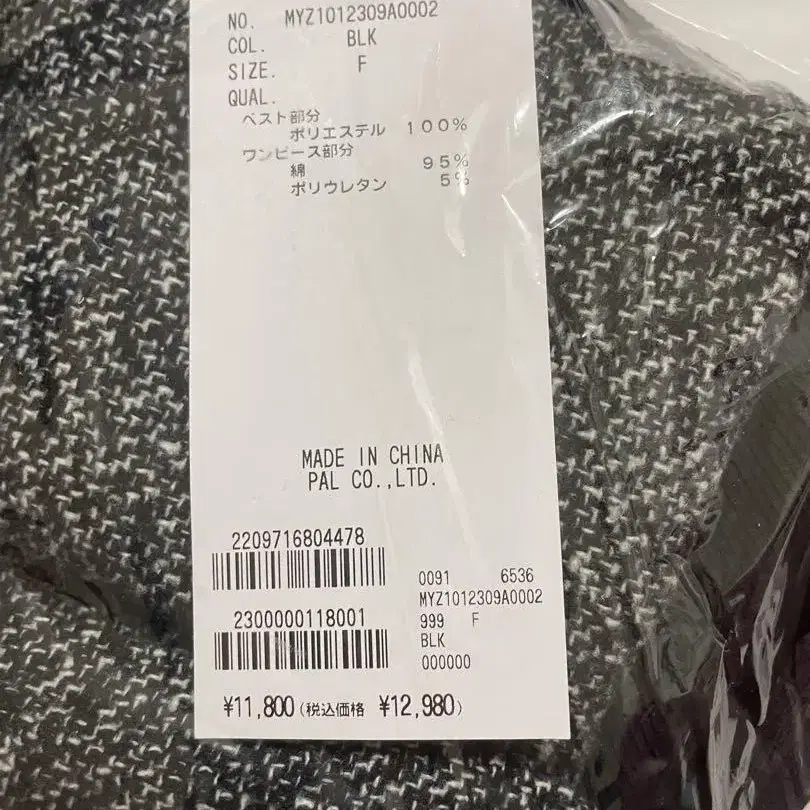 NO. MYZ1012309A0002
COL. BLK
SIZE. F
QUAL.
ベスト部分
ポリエステル 100%
ワンピース部分
綿 95%
ポリウレタン 5%
MADE IN CHINA
PAL CO.,LTD.
2209716804478
2300000118001
0091 6536
MYZ1012309A0002
999 F
BLK
000000
¥11,800(税込価格 ¥12,980)